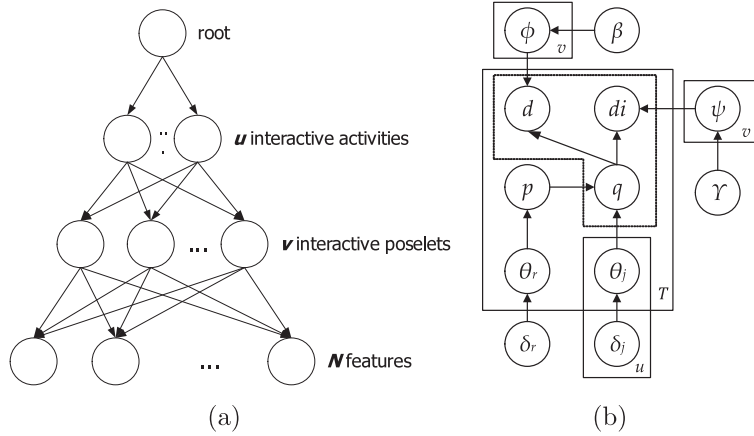 root
u interactive activities
v interactive poselets
...
N features
...
(a)
ϕ
β
v
d
di
ψ
v
p
q
ϒ
θr
θj
T
δr
δj
u
(b)